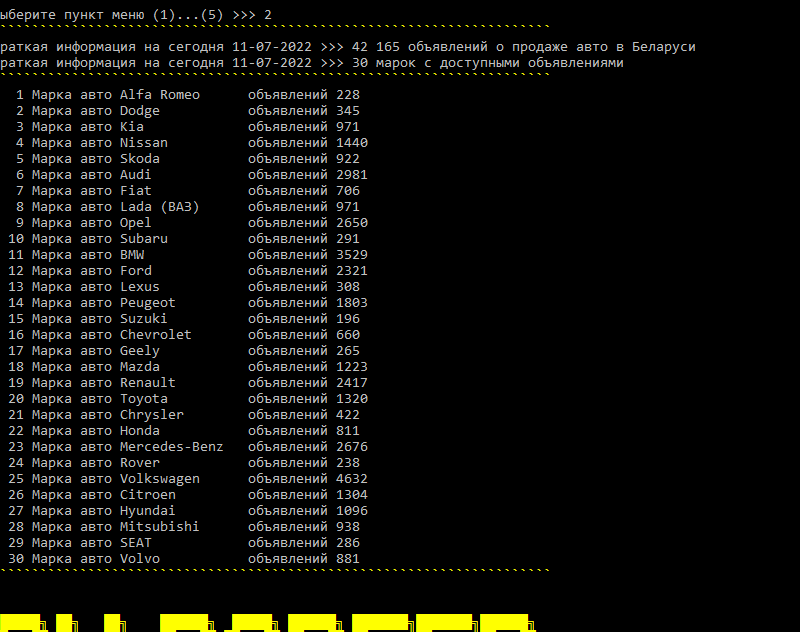 ыберите пункт меню (1)...(5) >>> 2
раткая информация на сегодня 11-07-2022 >>> 42 165 объявлений о продаже авто в Беларуси
раткая информация на сегодня 11-07-2022 >>> 30 марок с доступными объявлениями
1 Марка авто Alfa Romeo объявлений 228
2 Марка авто Dodge объявлений 345
3 Марка авто Kia объявлений 971
4 Марка авто Nissan объявлений 1440
5 Марка авто Skoda объявлений 922
6 Марка авто Audi объявлений 2981
7 Марка авто Fiat объявлений 706
8 Марка авто Lada (ВАЗ) объявлений 971
9 Марка авто Opel объявлений 2650
10 Марка авто Subaru объявлений 291
11 Марка авто BMW объявлений 3529
12 Марка авто Ford объявлений 2321
13 Марка авто Lexus объявлений 308
14 Марка авто Peugeot объявлений 1803
15 Марка авто Suzuki объявлений 196
16 Марка авто Chevrolet объявлений 660
17 Марка авто Geely объявлений 265
18 Марка авто Mazda объявлений 1223
19 Марка авто Renault объявлений 2417
20 Марка авто Toyota объявлений 1320
21 Марка авто Chrysler объявлений 422
22 Марка авто Honda объявлений 811
23 Марка авто Mercedes-Benz объявлений 2676
24 Марка авто Rover объявлений 238
25 Марка авто Volkswagen объявлений 4632
26 Марка авто Citroen объявлений 1304
27 Марка авто Hyundai объявлений 1096
28 Марка авто Mitsubishi объявлений 938
29 Марка авто SEAT объявлений 286
30 Марка авто Volvo объявлений 881